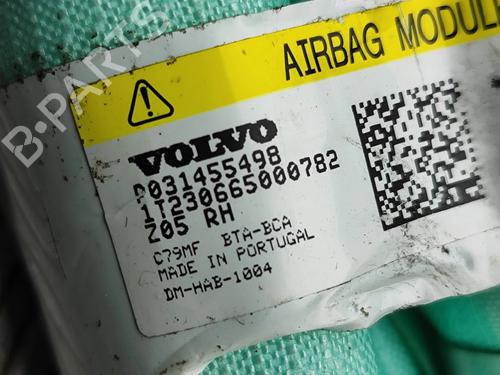 AIRBAG MODUL
VOLVO
P031455498
1T230665000782
Z05 RH
C79MF BTA-BCA
MADE IN PORTUGAL
DM-HAB-1004
B-PARTS